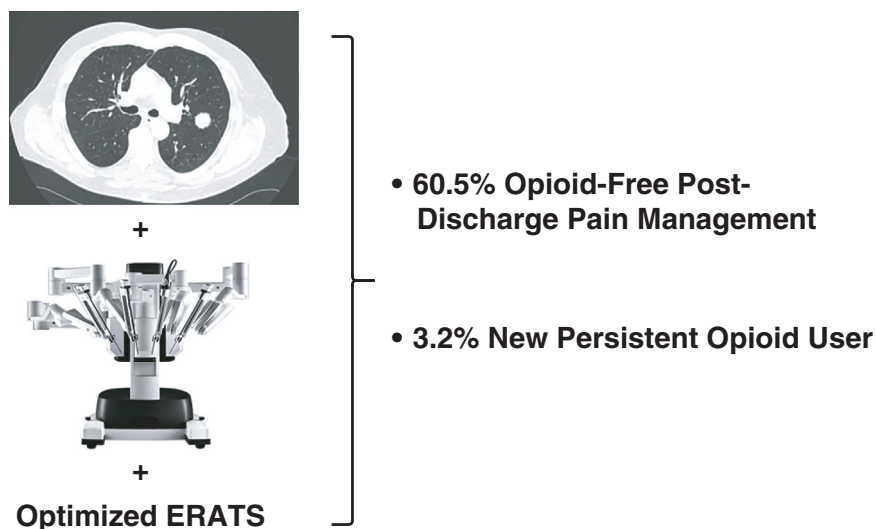 +
+
Optimized ERATS
• 60.5% Opioid-Free Post-
Discharge Pain Management
• 3.2% New Persistent Opioid User